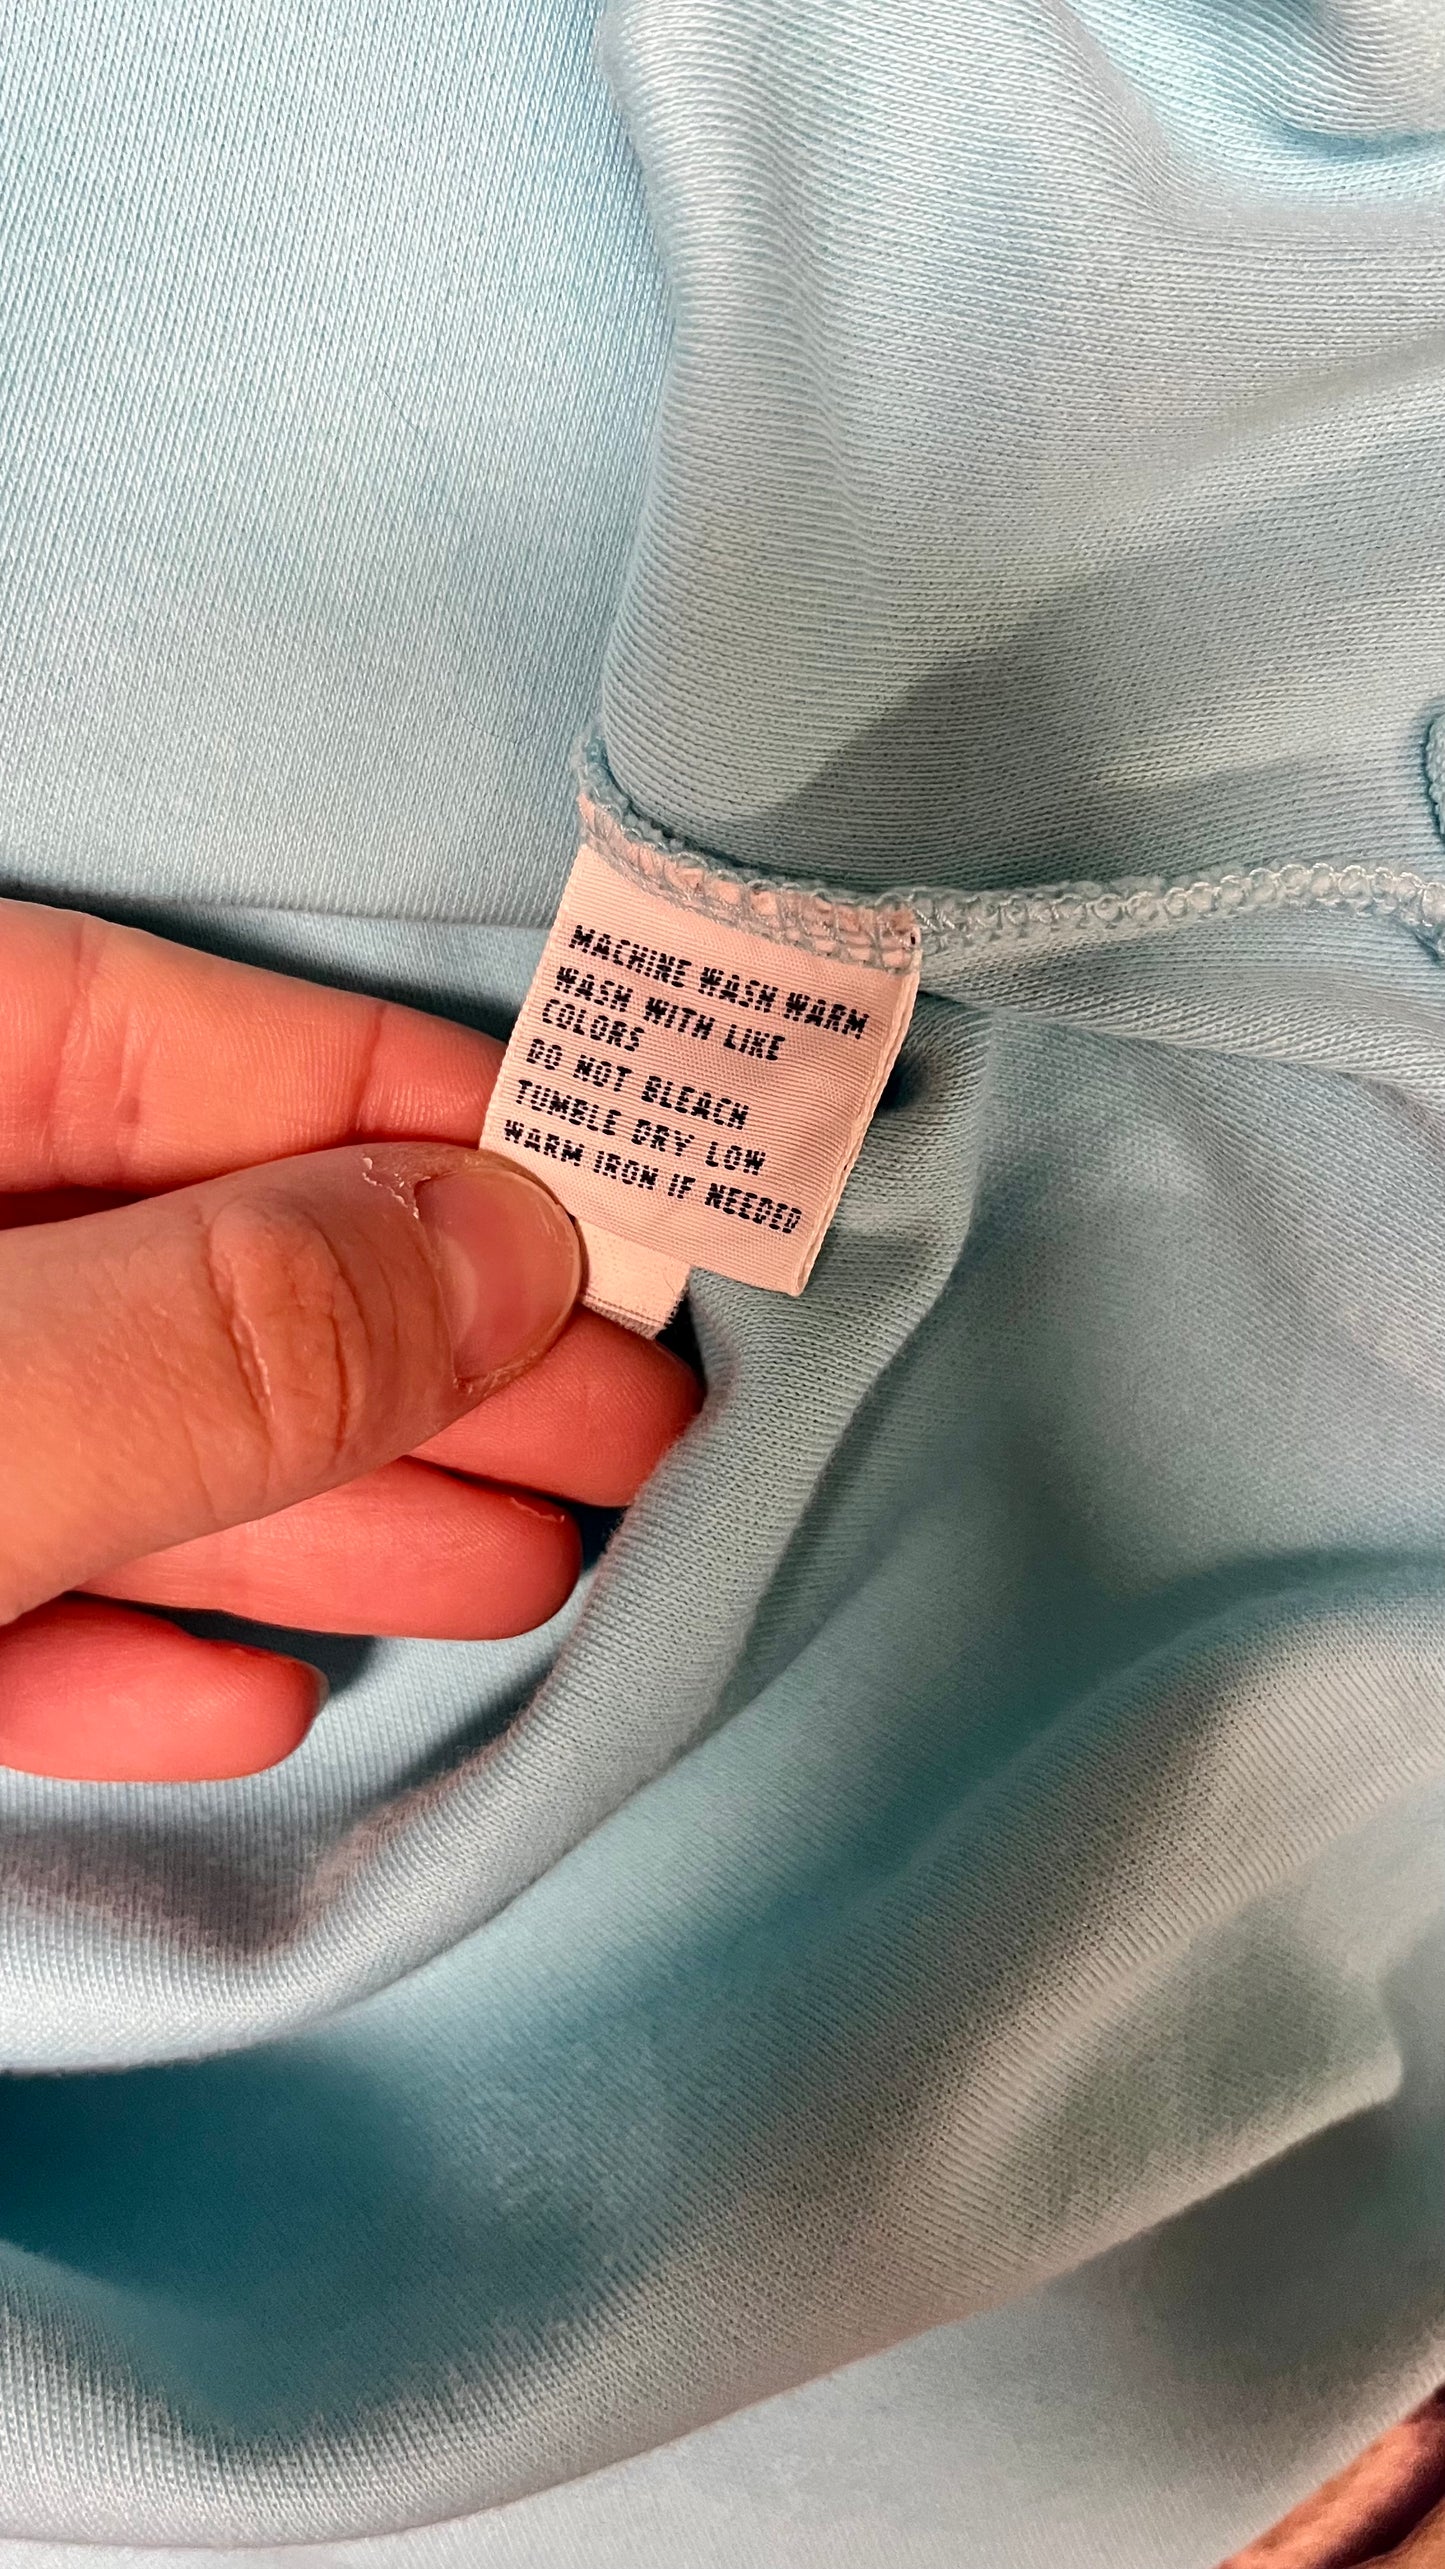 MACHINE WASH WARM
WASH WITH LIKE
COLORS
DO NOT BLEACH
TUMBLE DRY LOW
WARM IRON IF NEEDED